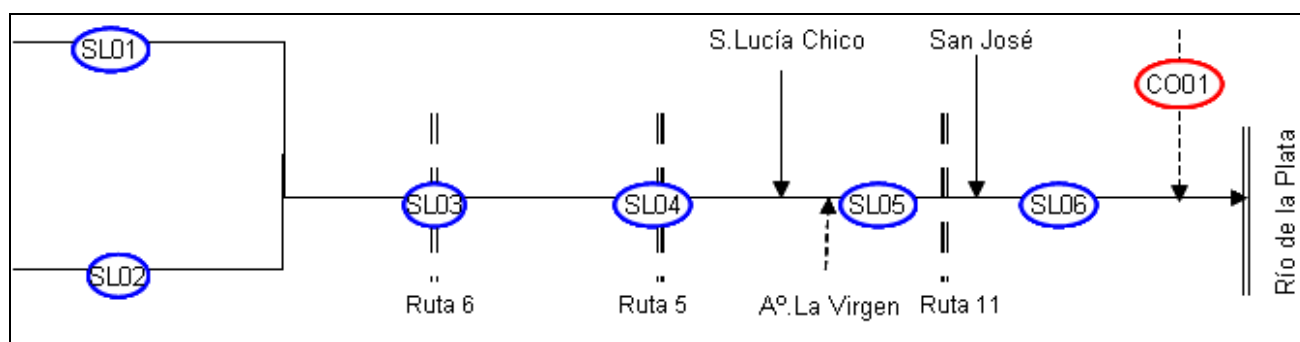 SL01
S.Lucía Chico
San José
CO01
SL03
SL04
SL05
SL06
SL02
Ruta 6
Ruta 5
Aº.La Virgen
Ruta 11
Río de la Plata